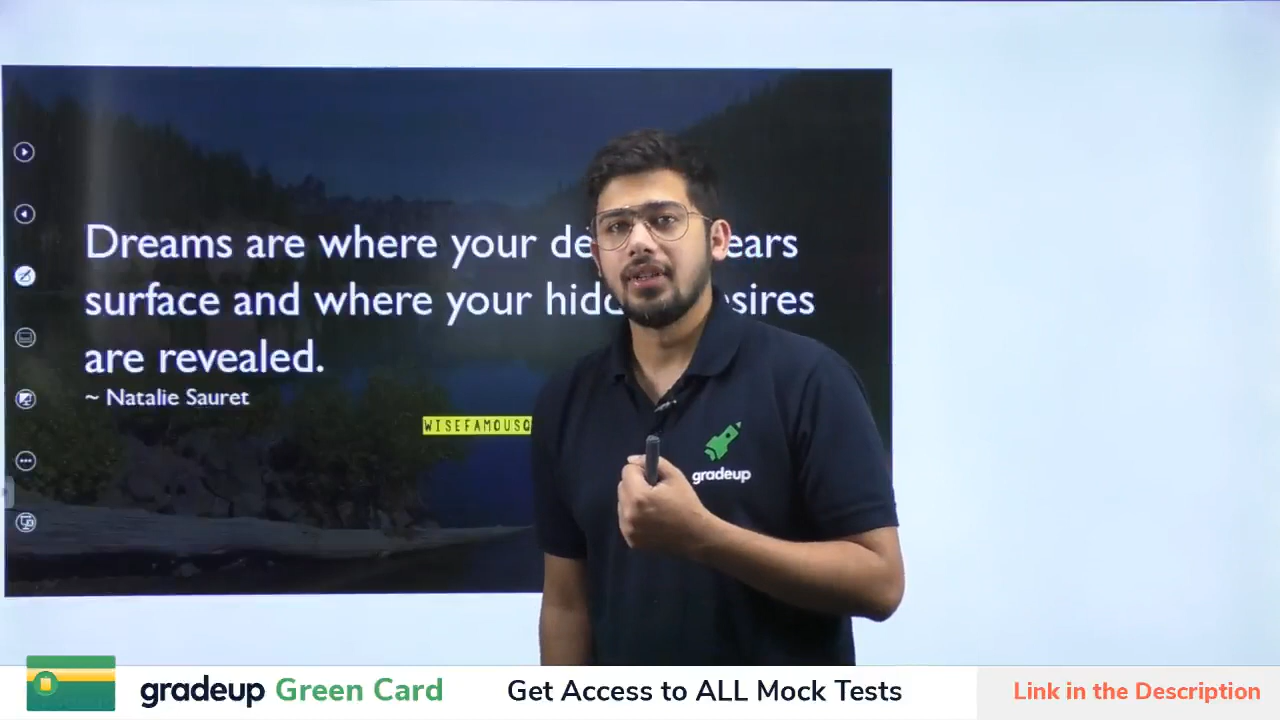 Dreams are where your ears
surface and where your
are revealed.
~ Natalie Sauret
gradeup
gradeup Green Card
Get Access to ALL Mock Tests
Link in the Description